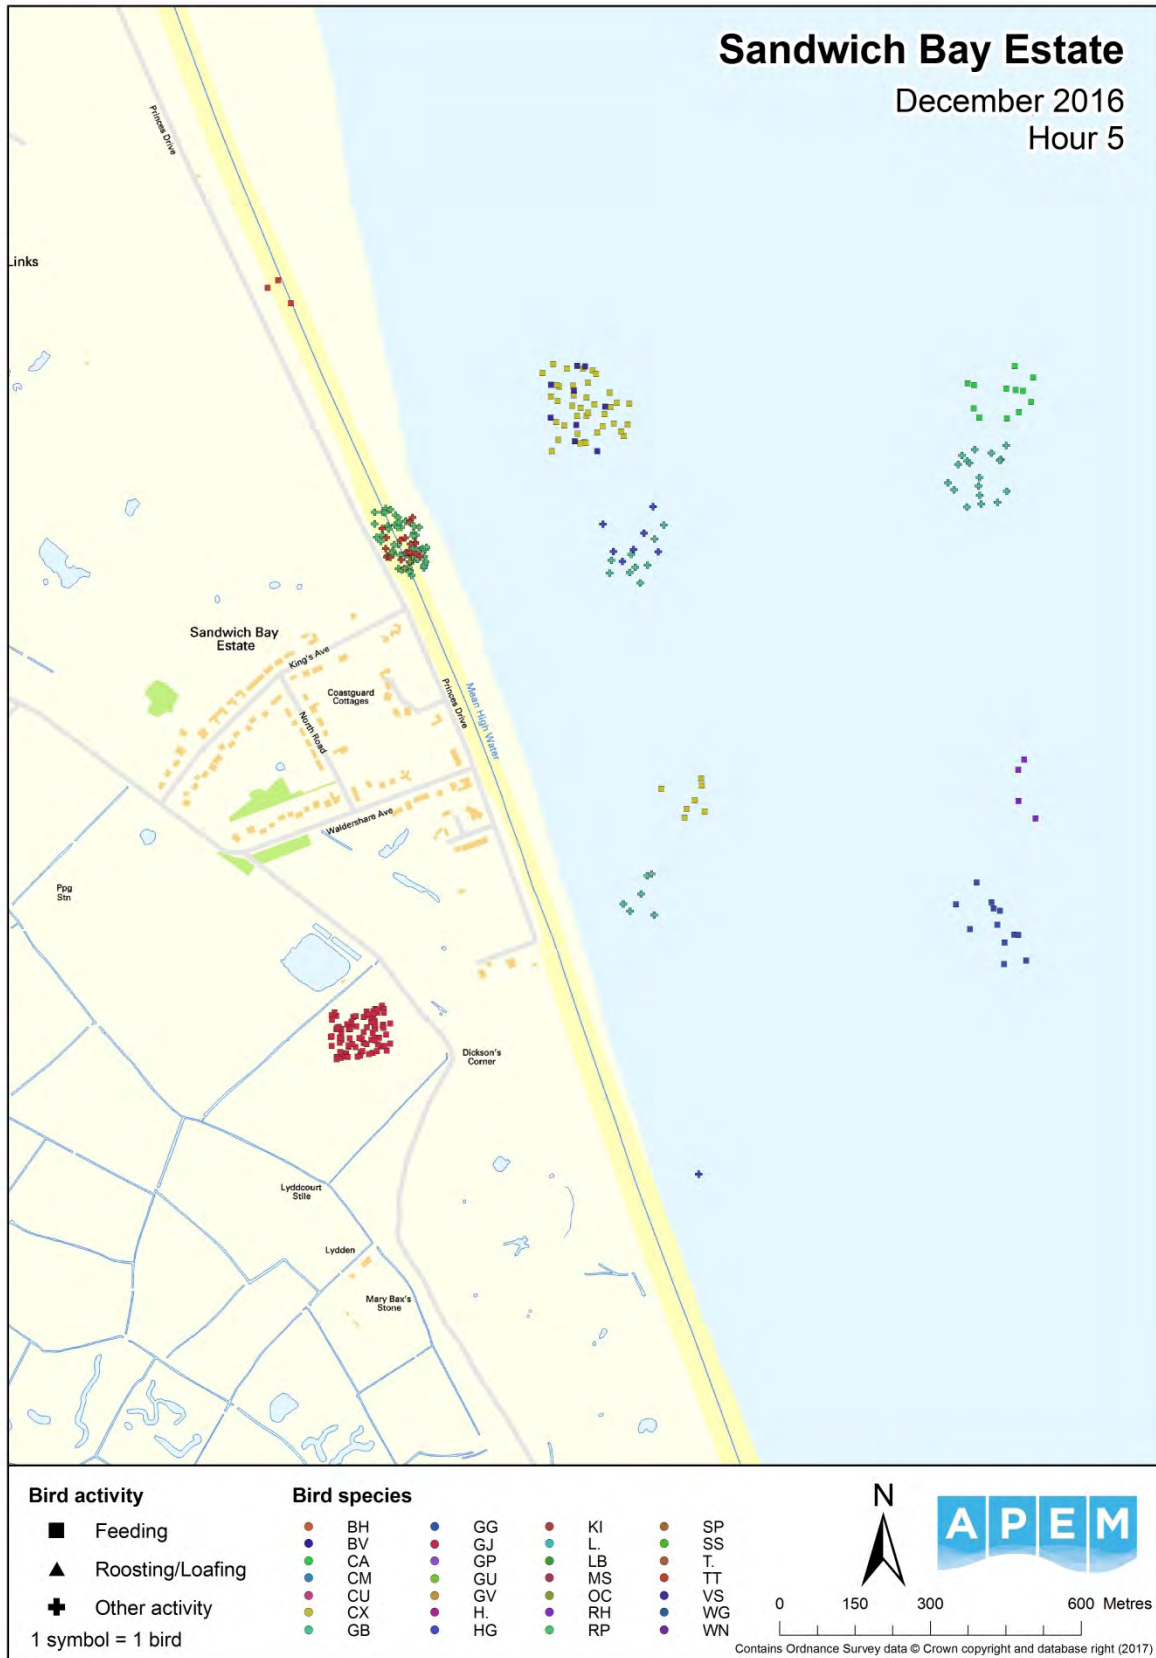 Sandwich Bay Estate
December 2016
Hour 5
Princes Drive
Links
Sandwich Bay
Estate
King's Ave
Coastguard
Cottages
North Road
Princes Drive
Mean High Water
Waldershare Ave
Ppg
Stn
Dickson's
Corner
Lyddcourt
Stile
Lydden
Mary Bax's
Stone
Bird activity
Feeding
Roosting/Loafing
Other activity
1 symbol = 1 bird
Bird species
BH
BV
CA
CM
CU
CX
GB
GG
GJ
GP
GU
GV
H.
HG
KI
L.
LB
MS
OC
RH
RP
SP
SS
T.
TT
VS
WG
WN
N
APEM
0 150 300 600 Metres
Contains Ordnance Survey data © Crown copyright and database right (2017)